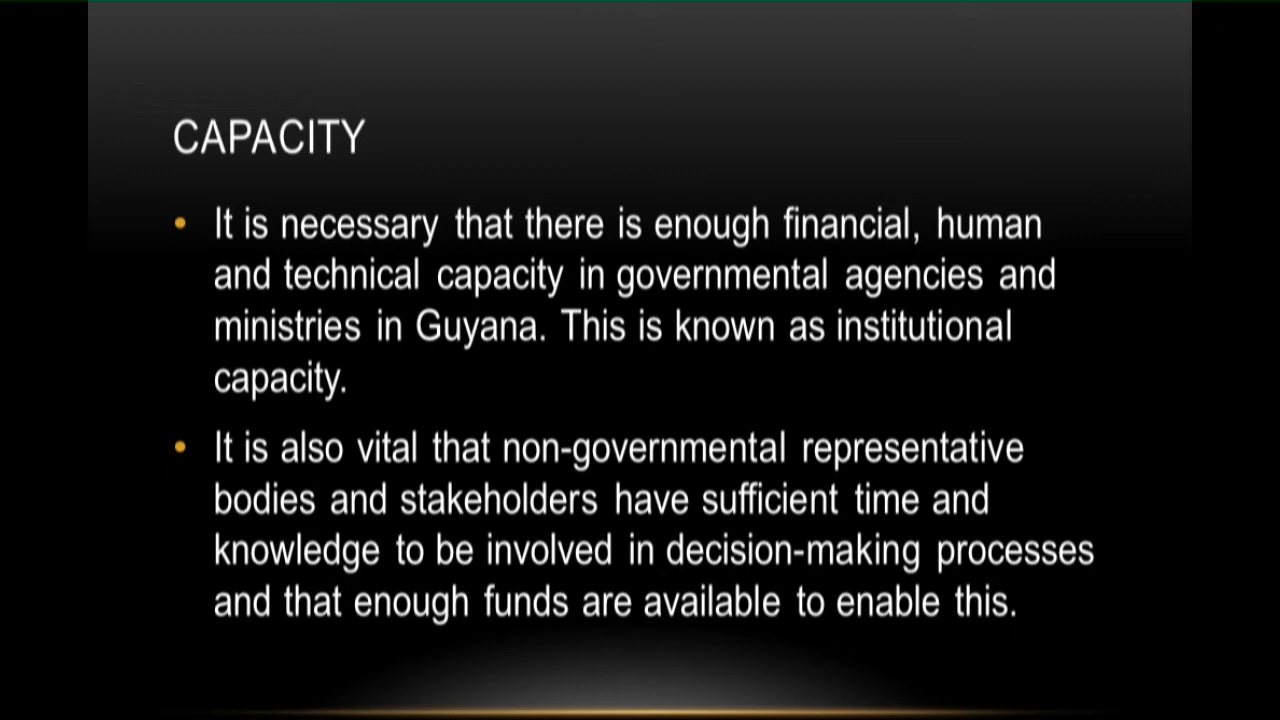 CAPACITY
• It is necessary that there is enough financial, human
and technical capacity in governmental agencies and
ministries in Guyana. This is known as institutional
capacity.
• It is also vital that non-governmental representative
bodies and stakeholders have sufficient time and
knowledge to be involved in decision-making processes
and that enough funds are available to enable this.